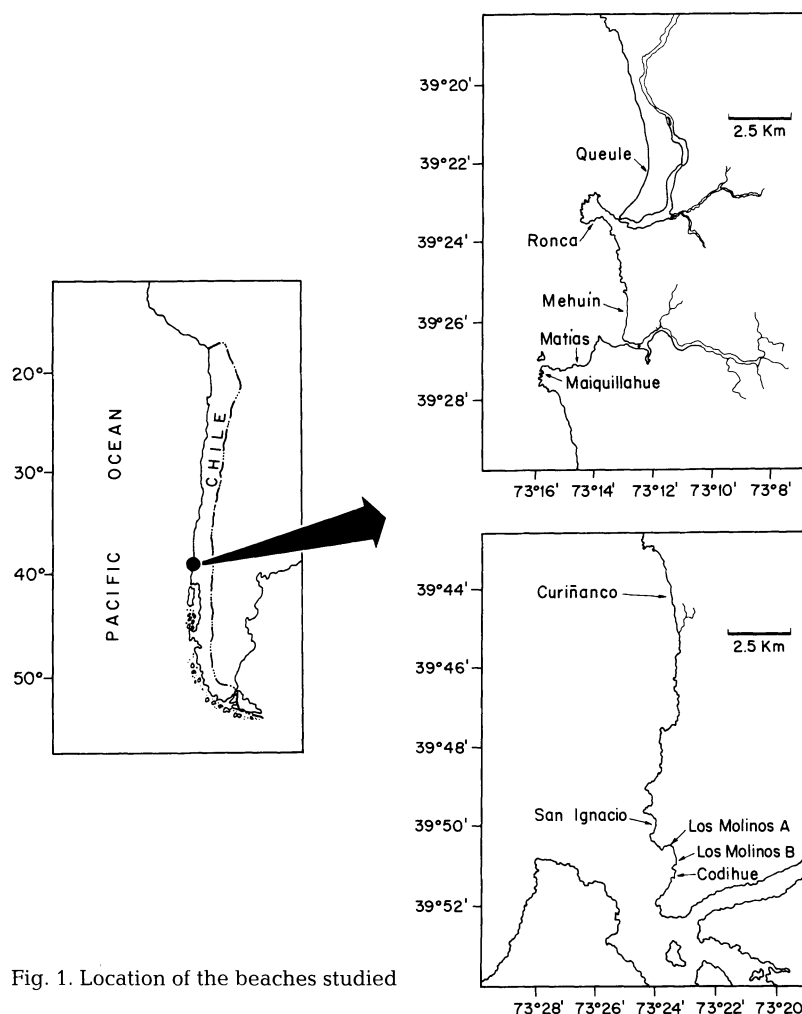 20°
30°
40°
50°
PACIFIC OCEAN
CHILE
39°20'
39°22'
39°24'
39°26'
39°28'
Queule
Ronca
Mehuín
Matías
Maiquillahue
2.5 Km
73°16' 73°14' 73°12' 73°10' 73°8'
39°44'
39°46'
39°48'
39°50'
39°52'
Curiñanco
2.5 Km
San Ignacio
Los Molinos A
Los Molinos B
Codihue
73°28' 73°26' 73°24' 73°22' 73°20'
Fig. 1. Location of the beaches studied